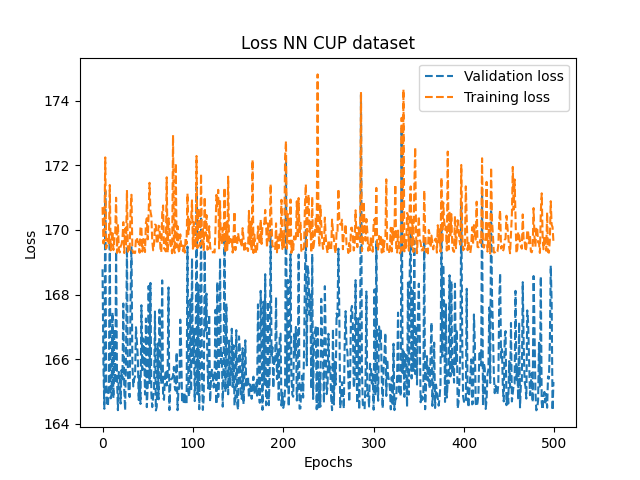 Loss NN CUP dataset
Validation loss
Training loss
174
172
170
168
166
164
Loss
0
100
200
300
400
500
Epochs